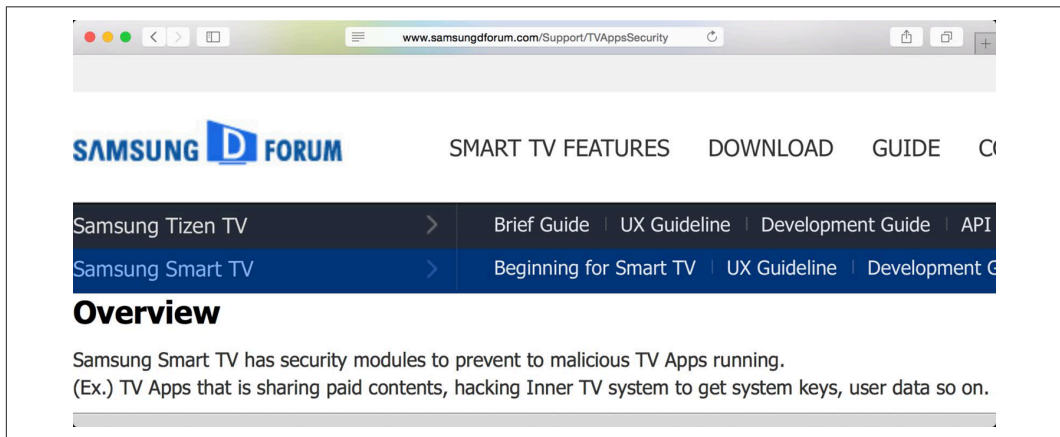 www.samsungdforum.com/Support/TVAppsSecurity
SAMSUNG D FORUM
SMART TV FEATURES DOWNLOAD GUIDE
Samsung Tizen TV
Brief Guide | UX Guideline | Development Guide | API
Samsung Smart TV
Beginning for Smart TV | UX Guideline | Development
Overview
Samsung Smart TV has security modules to prevent to malicious TV Apps running.
(Ex.) TV Apps that is sharing paid contents, hacking Inner TV system to get system keys, user data so on.